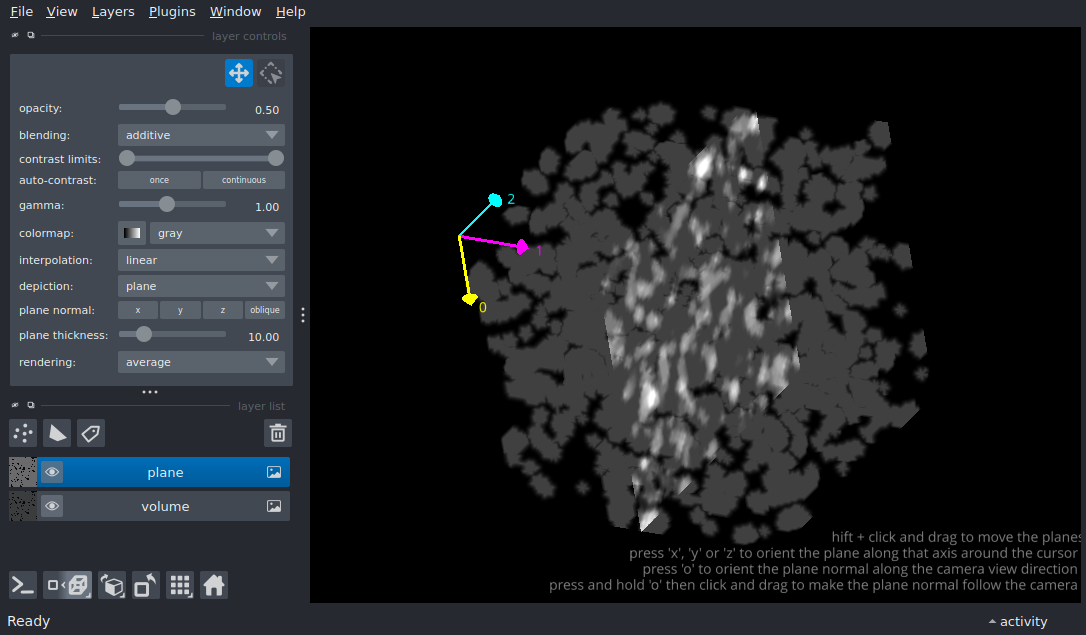 File View Layers Plugins Window Help
layer controls
opacity: 0.50
blending: additive
contrast limits:
auto-contrast: once continuous
gamma: 1.00
colormap: gray
interpolation: linear
depiction: plane
plane normal: x y z oblique
plane thickness: 10.00
rendering: average
layer list
plane
volume
2
1
0
hift + click and drag to move the planes
press 'x', 'y' or 'z' to orient the plane along that axis around the cursor
press 'o' to orient the plane normal along the camera view direction
press and hold 'o' then click and drag to make the plane normal follow the camera
Ready
activity